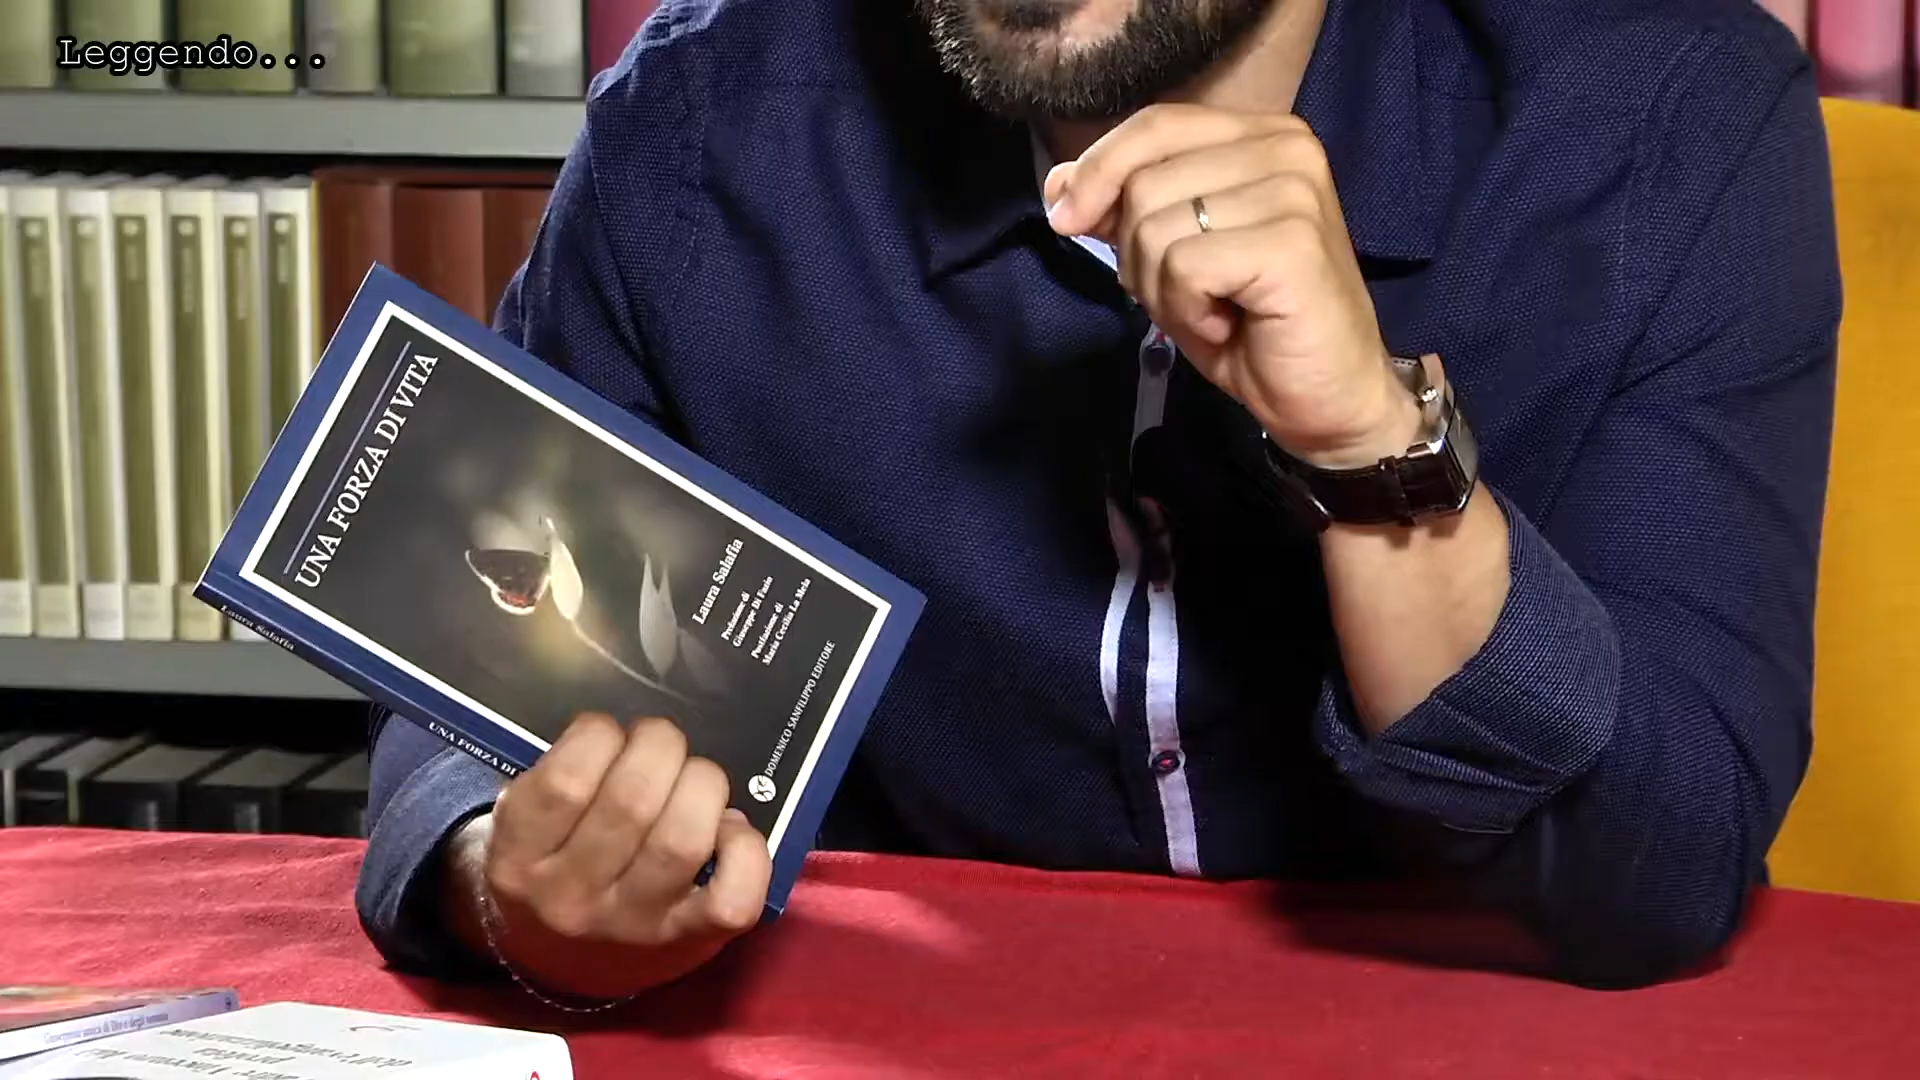 Leggendo...
UNA FORZA DI VITA
Laura Salafia
Prefazione di
Giuseppe Di Fazio
Postfazione di
Maria Cecilia La Mela
DOMENICO SANFILIPPO EDITORE
Laura Salafia
UNA FORZA DI